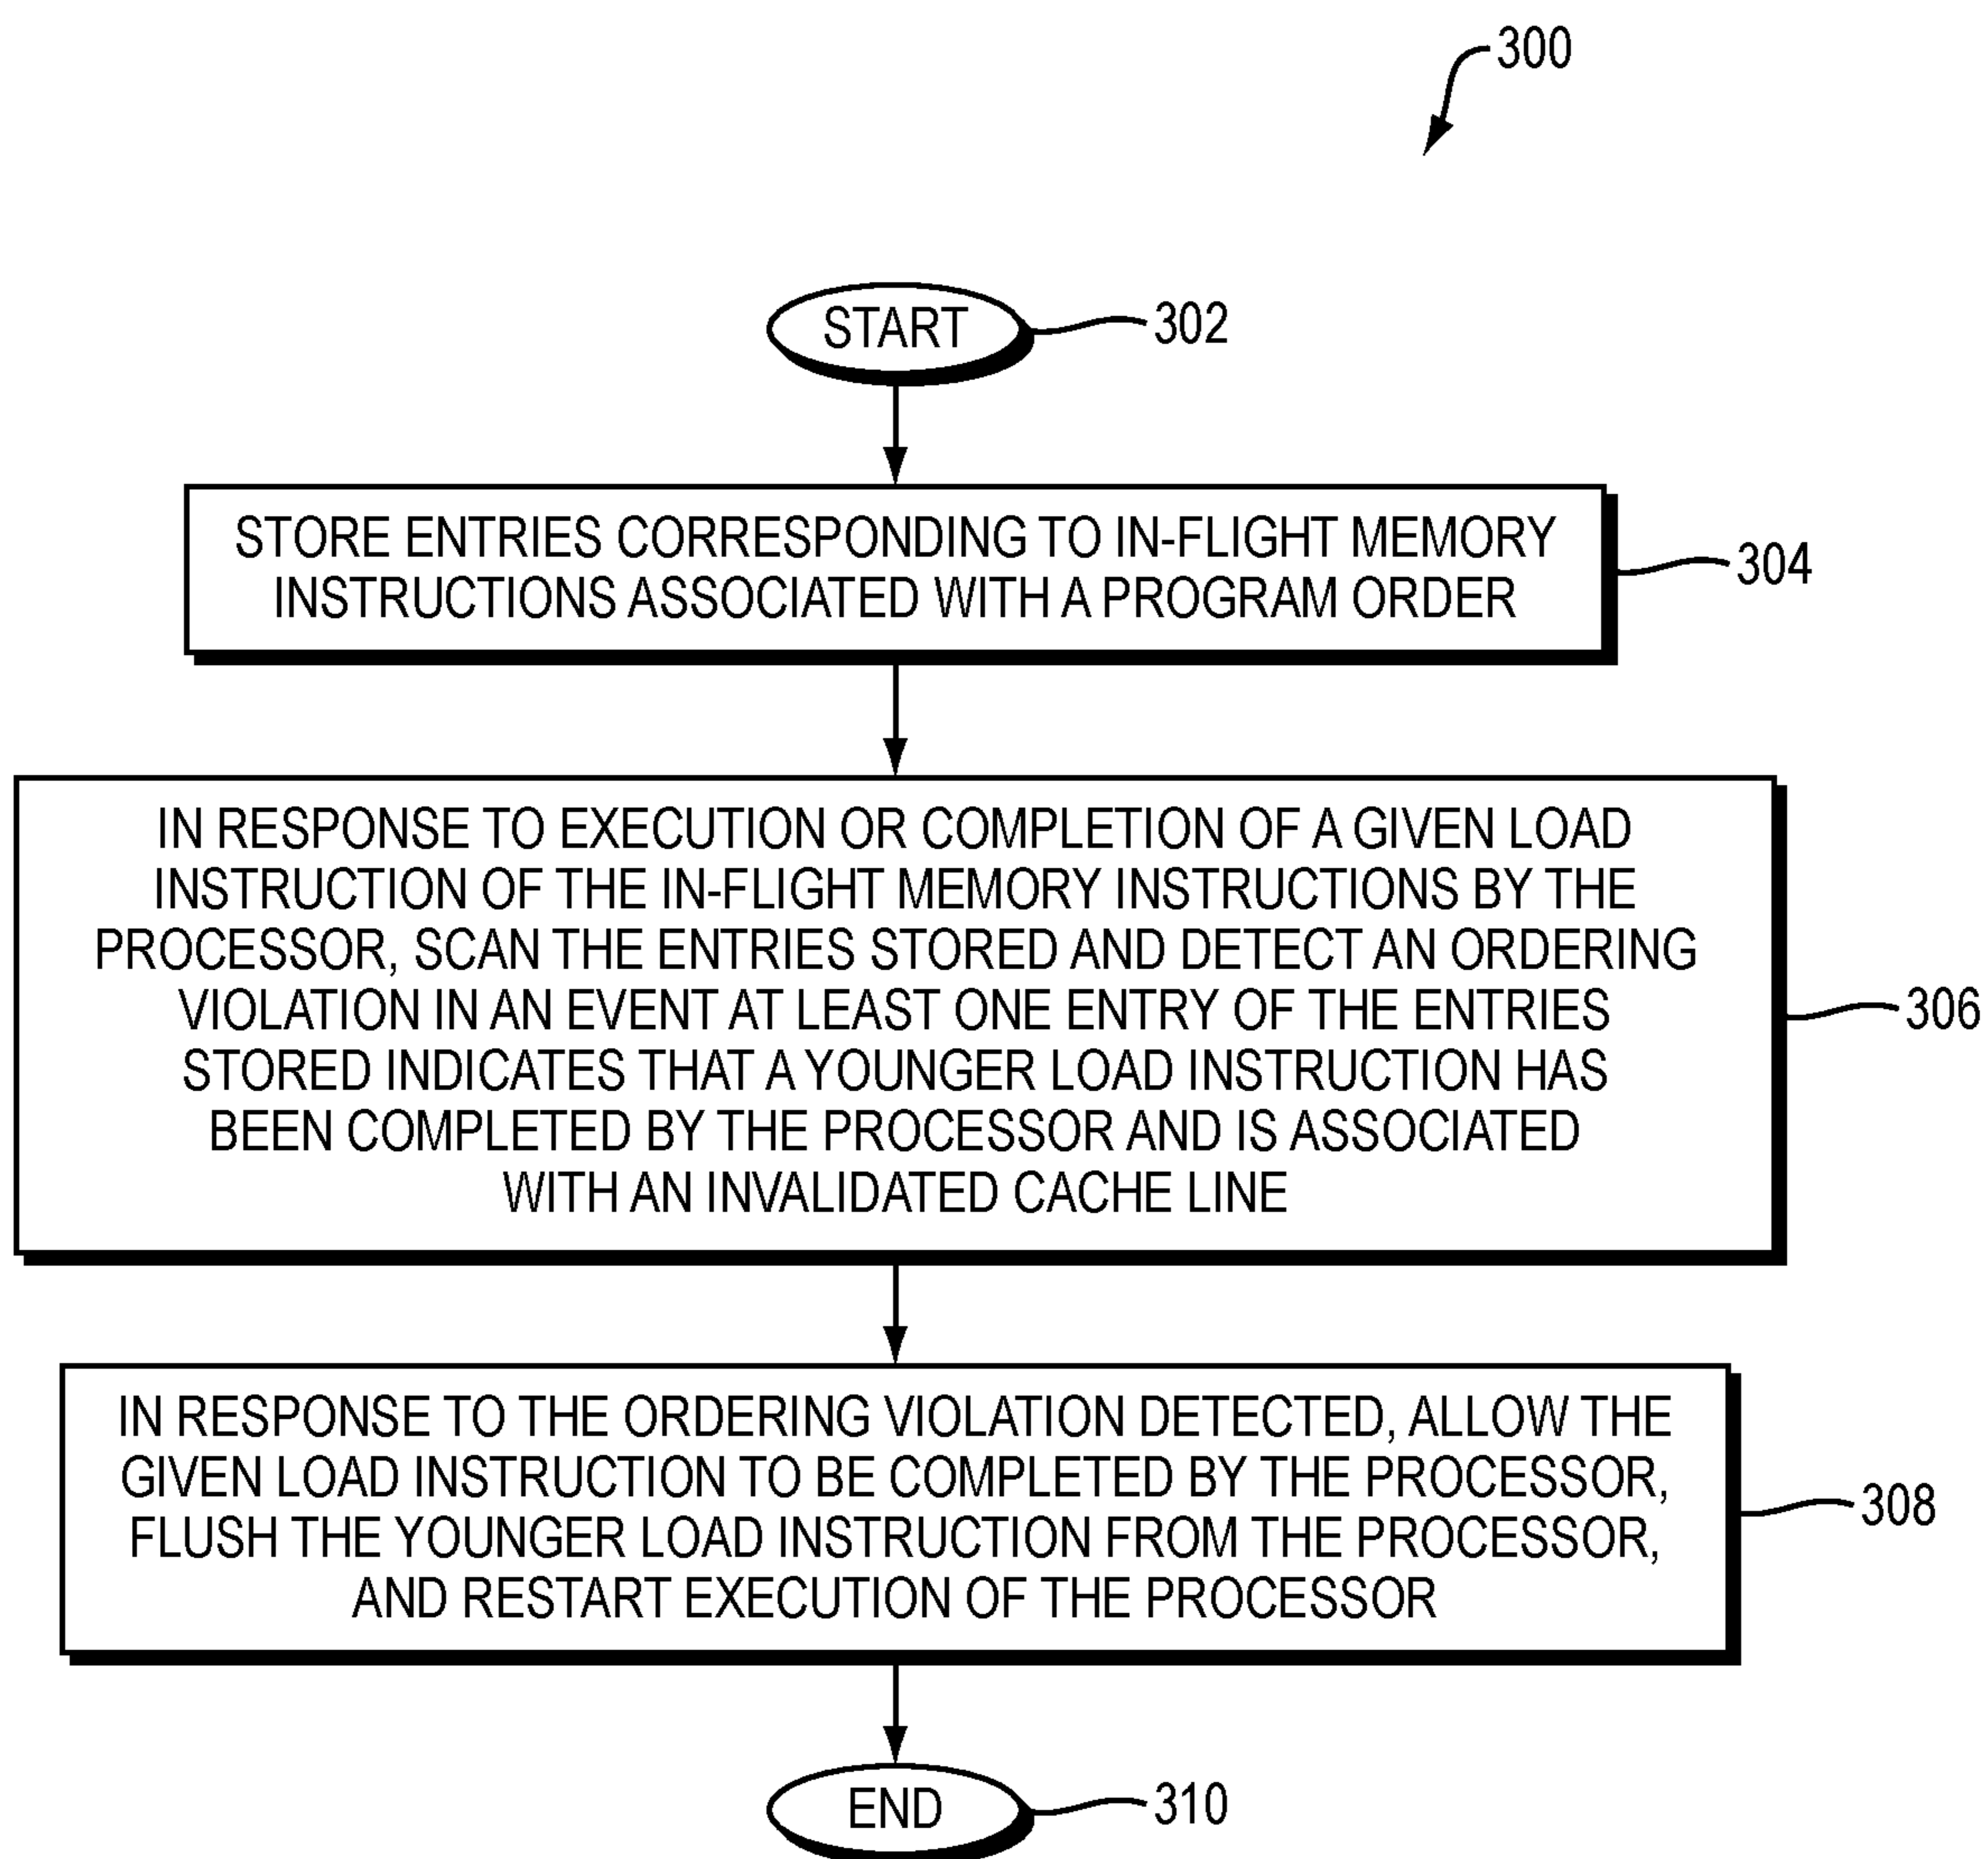 300
START
302
STORE ENTRIES CORRESPONDING TO IN-FLIGHT MEMORY
INSTRUCTIONS ASSOCIATED WITH A PROGRAM ORDER
304
IN RESPONSE TO EXECUTION OR COMPLETION OF A GIVEN LOAD
INSTRUCTION OF THE IN-FLIGHT MEMORY INSTRUCTIONS BY THE
PROCESSOR, SCAN THE ENTRIES STORED AND DETECT AN ORDERING
VIOLATION IN AN EVENT AT LEAST ONE ENTRY OF THE ENTRIES
STORED INDICATES THAT A YOUNGER LOAD INSTRUCTION HAS
BEEN COMPLETED BY THE PROCESSOR AND IS ASSOCIATED
WITH AN INVALIDATED CACHE LINE
306
IN RESPONSE TO THE ORDERING VIOLATION DETECTED, ALLOW THE
GIVEN LOAD INSTRUCTION TO BE COMPLETED BY THE PROCESSOR,
FLUSH THE YOUNGER LOAD INSTRUCTION FROM THE PROCESSOR,
AND RESTART EXECUTION OF THE PROCESSOR
308
END
310